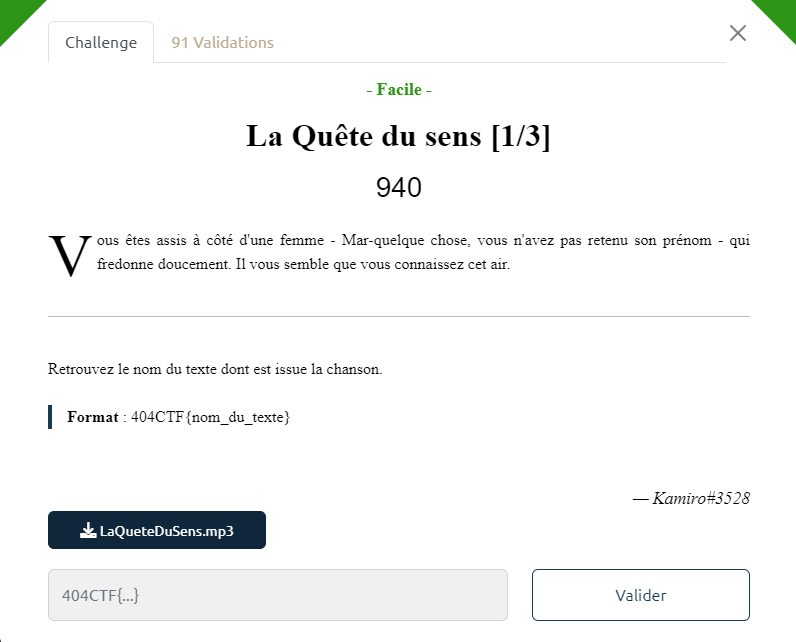 Challenge
91 Validations
- Facile -
La Quête du sens [1/3]
940
Vous êtes assis à côté d'une femme - Mar-quelque chose, vous n'avez pas retenu son prénom - qui
fredonne doucement. Il vous semble que vous connaissez cet air.
Retrouvez le nom du texte dont est issue la chanson.
Format : 404CTF{nom_du_texte}
— Kamiro#3528
LaQueteDuSens.mp3
404CTF{...}
Valider